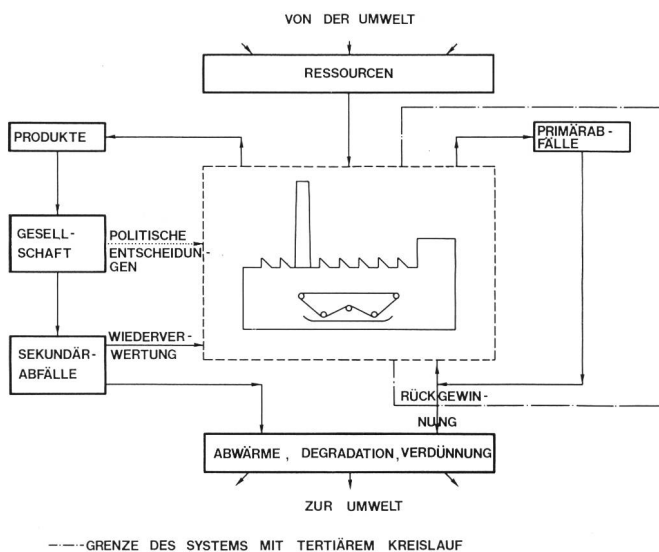 VON DER UMWELT
RESSOURCEN
PRODUKTE
PRIMÄRAB-
FÄLLE
GESELL-
SCHAFT
POLITISCHE
ENTSCHEIDUN-
GEN
WIEDERVER-
WERTUNG
SEKUNDÄR-
ABFÄLLE
RÜCKGEWIN-
NUNG
ABWÄRME, DEGRADATION, VERDÜNNUNG
ZUR UMWELT
GRENZE DES SYSTEMS MIT TERTIÄREM KREISLAUF